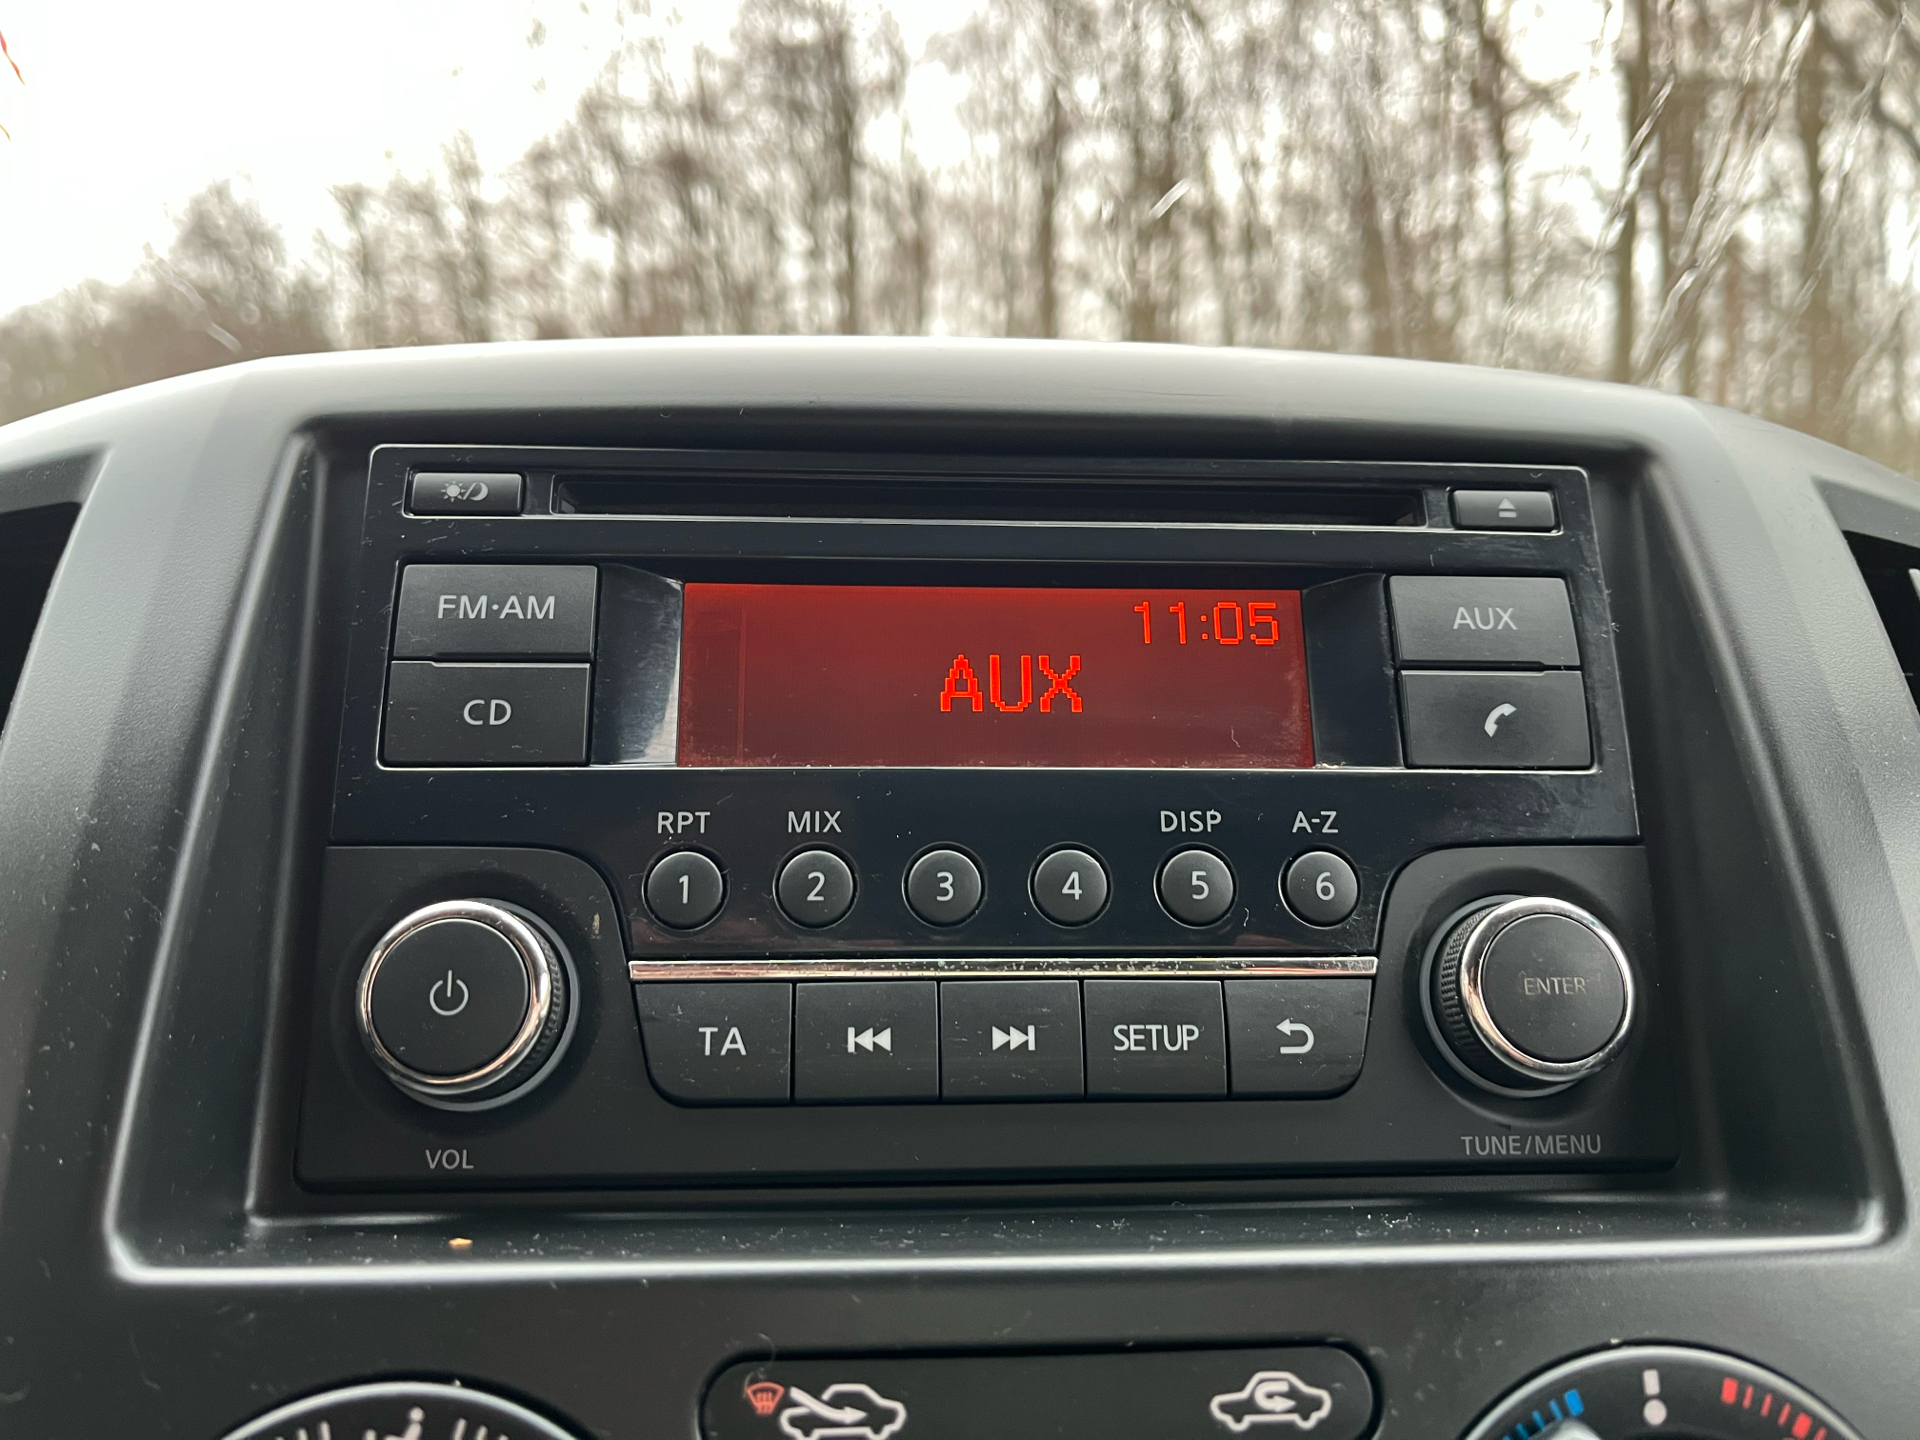 FM·AM
11:05
AUX
AUX
CD
RPT MIX DISP A-Z
1 2 3 4 5 6
ENTER
TA SETUP
VOL
TUNE/MENU